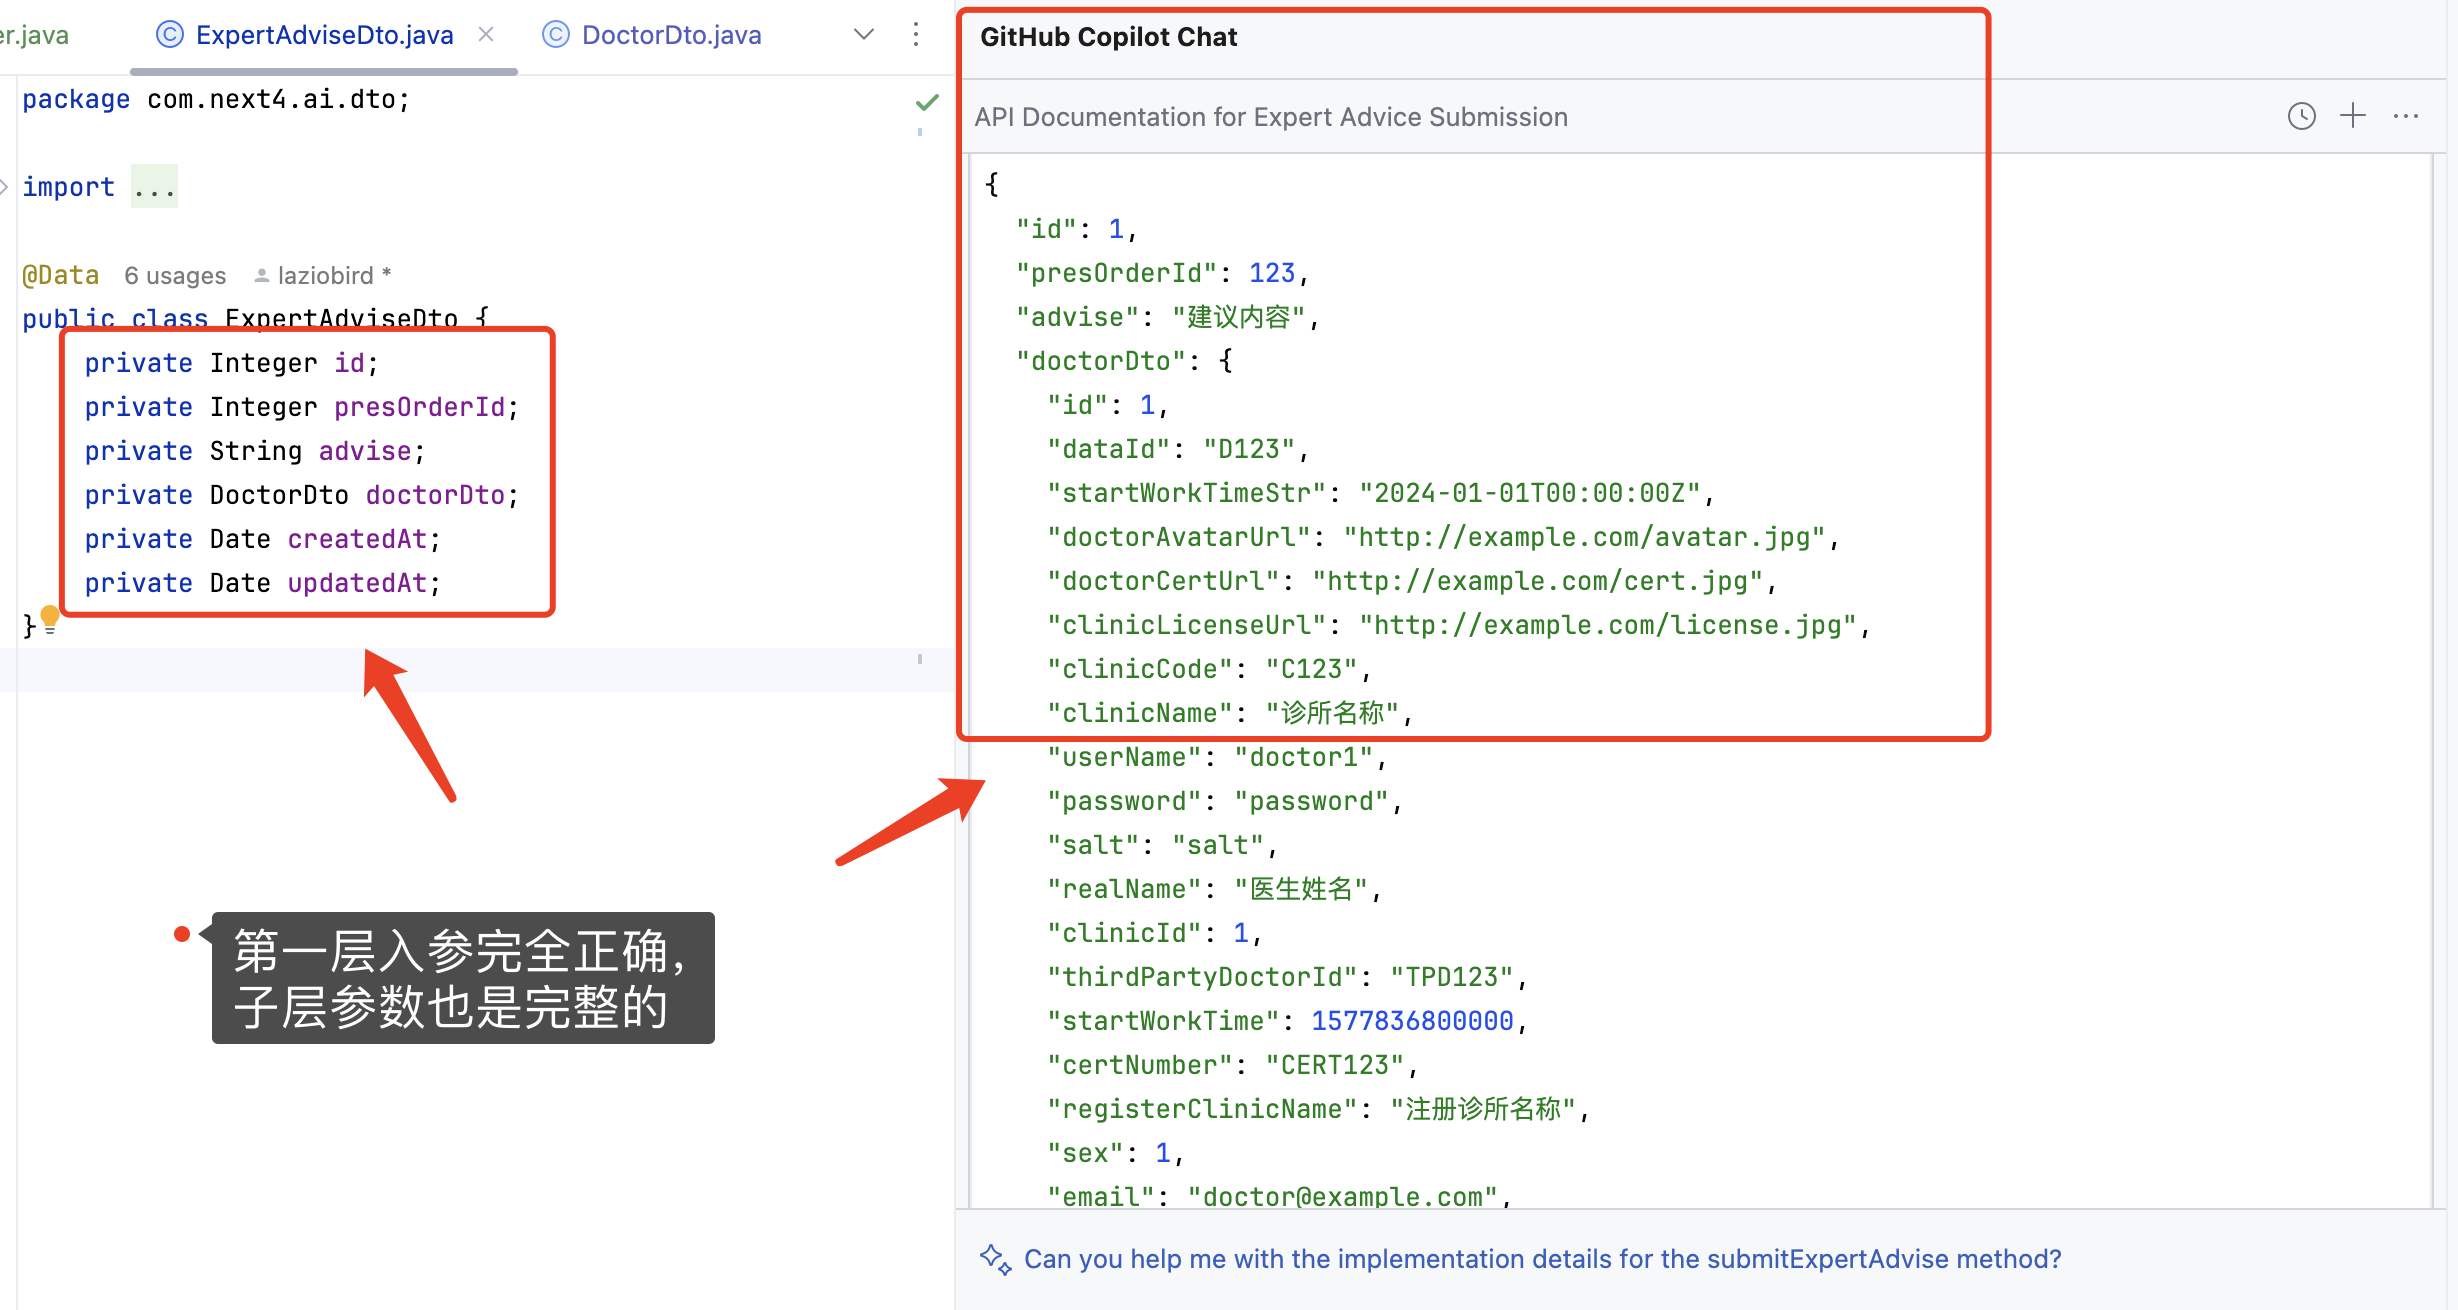 er.java
ExpertAdviseDto.java
DoctorDto.java
package com.next4.ai.dto;
import ...
@Data 6 usages laziobird *
public class ExpertAdviseDto {
private Integer id;
private Integer presOrderId;
private String advise;
private DoctorDto doctorDto;
private Date createdAt;
private Date updatedAt;
}
第一层入参完全正确,
子层参数也是完整的
GitHub Copilot Chat
API Documentation for Expert Advice Submission
{
"id": 1,
"presOrderId": 123,
"advise": "建议内容",
"doctorDto": {
"id": 1,
"dataId": "D123",
"startWorkTimeStr": "2024-01-01T00:00:00Z",
"doctorAvatarUrl": "http://example.com/avatar.jpg",
"doctorCertUrl": "http://example.com/cert.jpg",
"clinicLicenseUrl": "http://example.com/license.jpg",
"clinicCode": "C123",
"clinicName": "诊所名称",
"userName": "doctor1",
"password": "password",
"salt": "salt",
"realName": "医生姓名",
"clinicId": 1,
"thirdPartyDoctorId": "TPD123",
"startWorkTime": 1577836800000,
"certNumber": "CERT123",
"registerClinicName": "注册诊所名称",
"sex": 1,
"email": "doctor@example.com",
Can you help me with the implementation details for the submitExpertAdvise method?